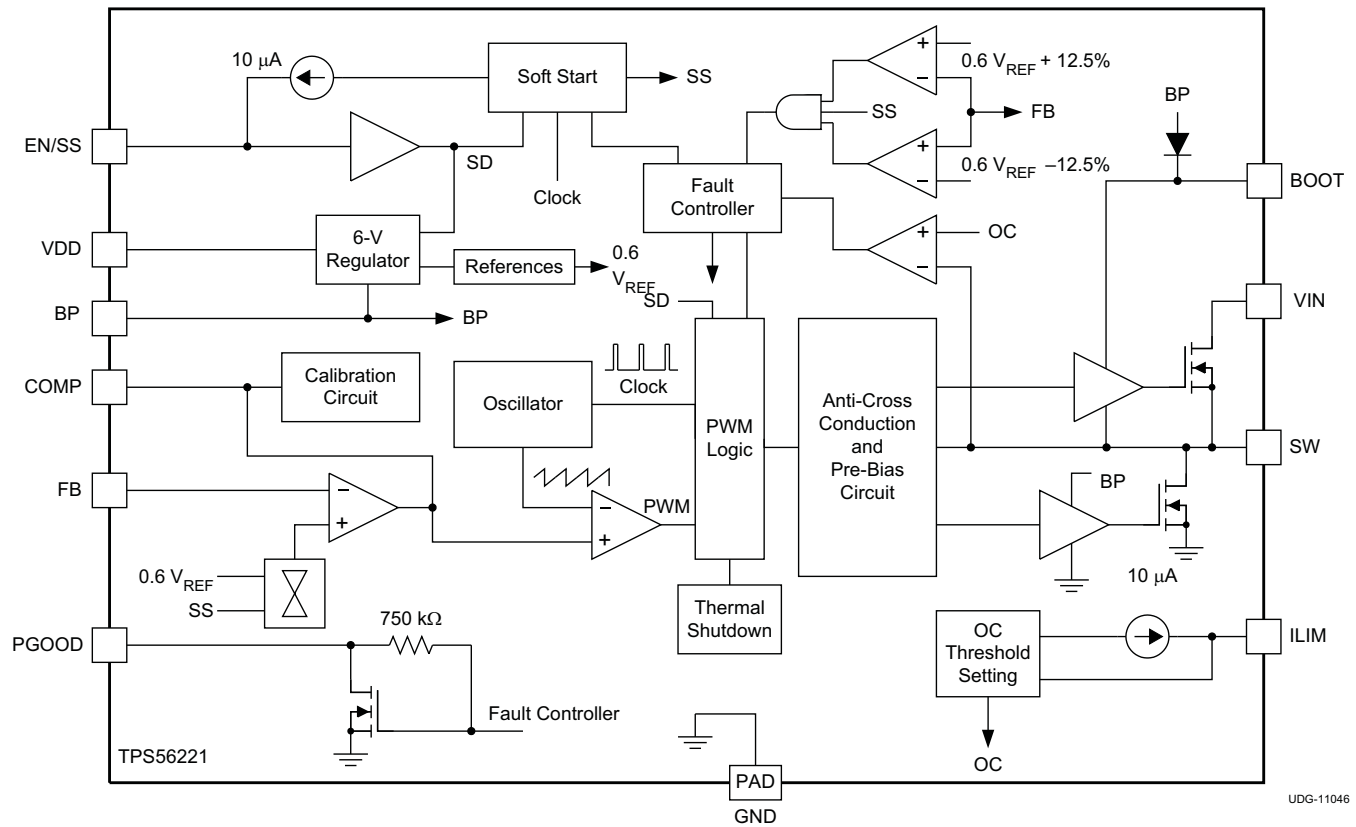 10 µA
Soft Start
SS
0.6 V_REF + 12.5%
+
−
SS
FB
BP
EN/SS
SD
Clock
+
−
0.6 V_REF −12.5%
BOOT
Fault
Controller
VDD
6-V
Regulator
References
0.6
V_REF
+
−
OC
VIN
BP
BP
SD
COMP
Calibration
Circuit
Oscillator
Clock
PWM
Logic
Anti-Cross
Conduction
and
Pre-Bias
Circuit
SW
FB
−
+
−
+
PWM
BP
0.6 V_REF
SS
10 µA
Thermal
Shutdown
PGOOD
750 kΩ
OC
Threshold
Setting
ILIM
Fault Controller
TPS56221
OC
PAD
GND
UDG-11046